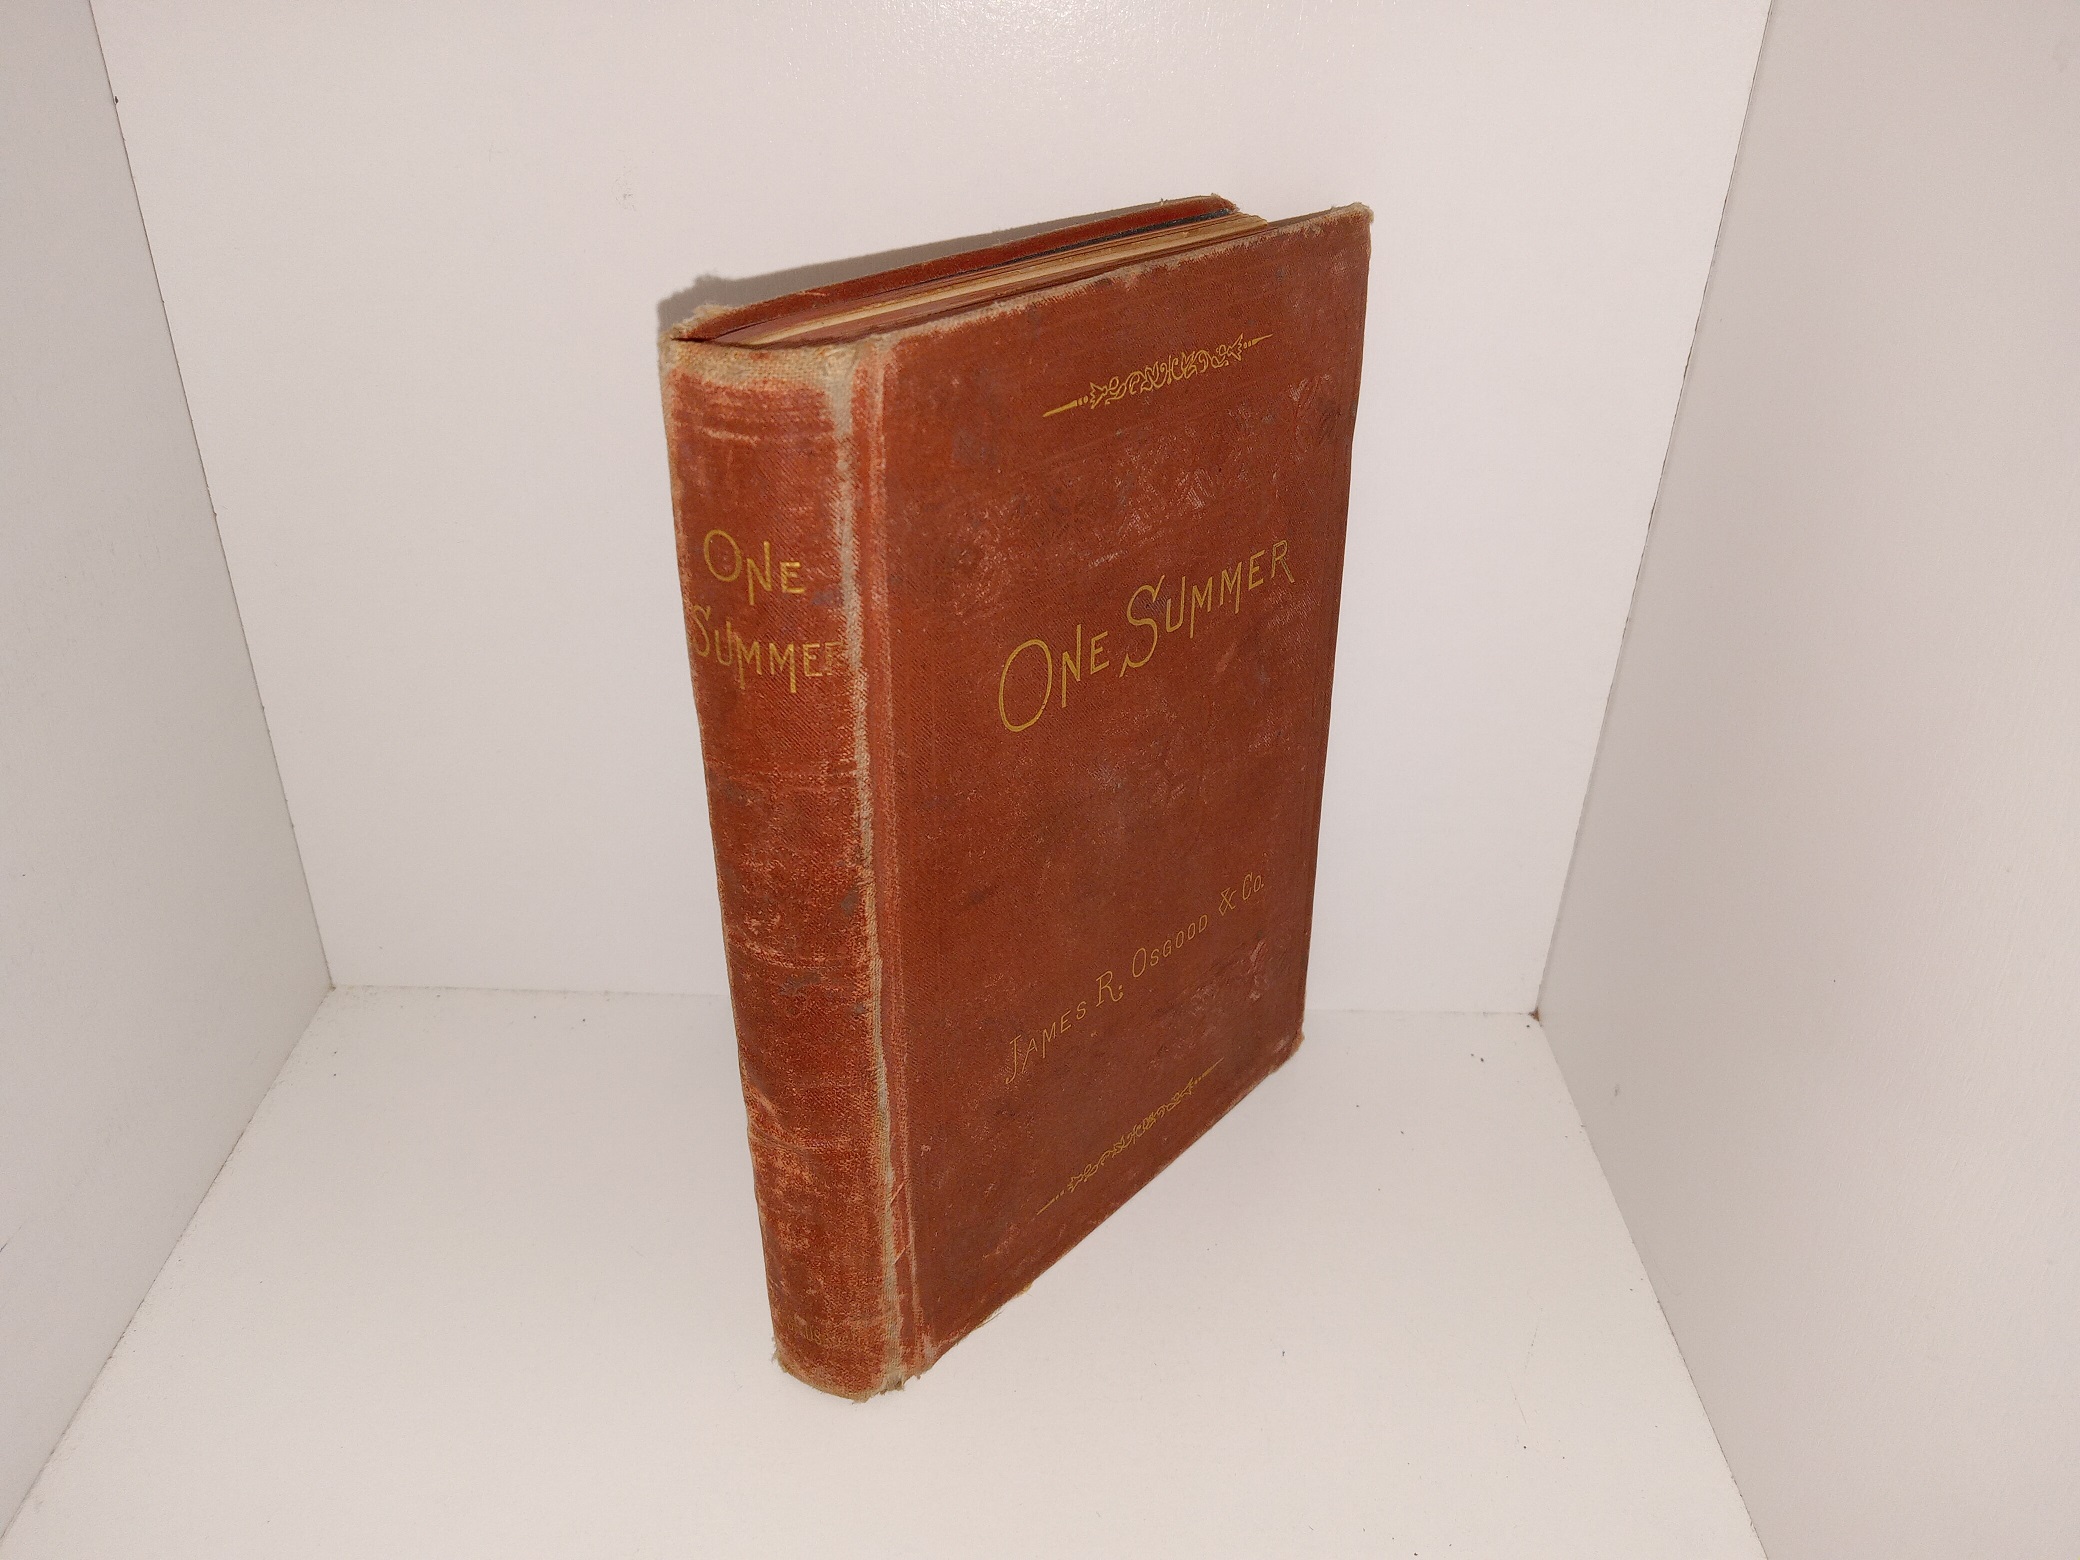 ONE
SUMMER
ONE SUMMER
JAMES R. OSGOOD & CO.